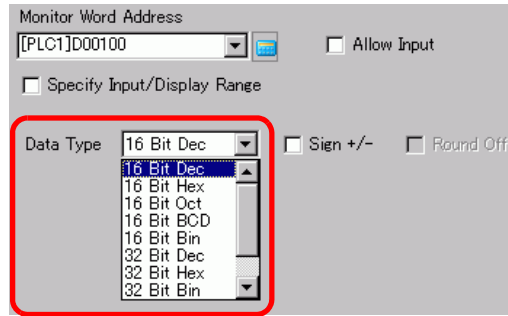 Monitor Word Address
[PLC1]D00100
Allow Input
Specify Input/Display Range
Data Type 16 Bit Dec Sign +/- Round Off
16 Bit Dec
16 Bit Hex
16 Bit Oct
16 Bit BCD
16 Bit Bin
32 Bit Dec
32 Bit Hex
32 Bit Bin